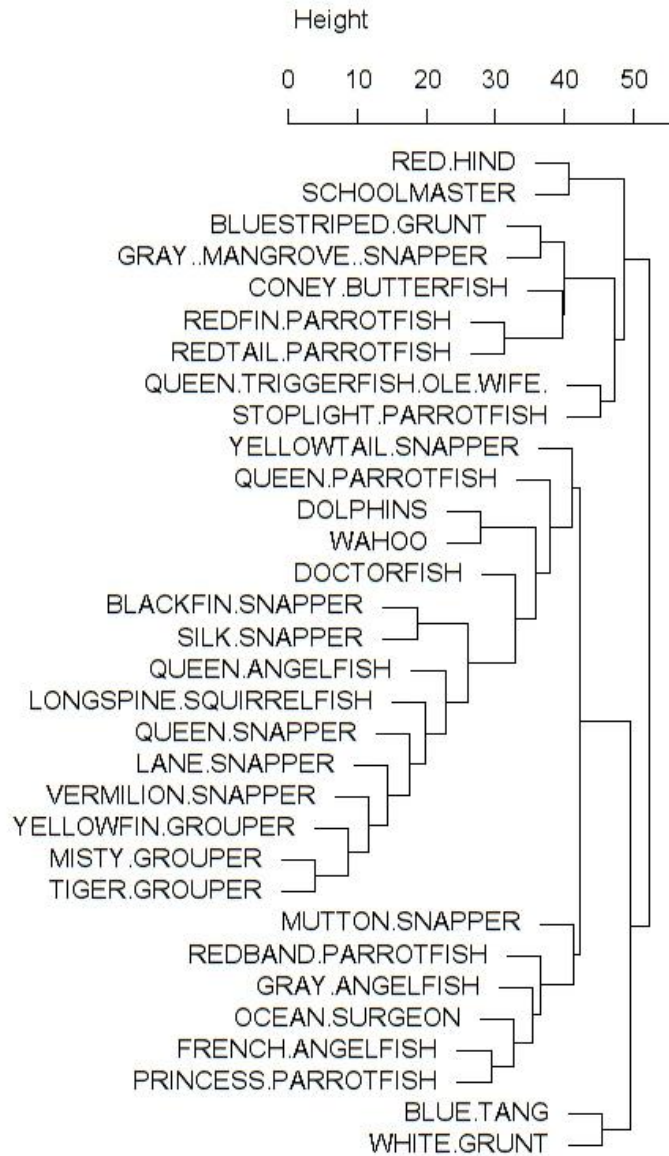 Height
0 10 20 30 40 50
RED.HIND
SCHOOLMASTER
BLUESTRIPED.GRUNT
GRAY..MANGROVE..SNAPPER
CONEY.BUTTERFISH
REDFIN.PARROTFISH
REDTAIL.PARROTFISH
QUEEN.TRIGGERFISH.OLE.WIFE.
STOPLIGHT.PARROTFISH
YELLOWTAIL.SNAPPER
QUEEN.PARROTFISH
DOLPHINS
WAHOO
DOCTORFISH
BLACKFIN.SNAPPER
SILK.SNAPPER
QUEEN.ANGELFISH
LONGSPINE.SQUIRRELFISH
QUEEN.SNAPPER
LANE.SNAPPER
VERMILION.SNAPPER
YELLOWFIN.GROUPER
MISTY.GROUPER
TIGER.GROUPER
MUTTON.SNAPPER
REDBAND.PARROTFISH
GRAY.ANGELFISH
OCEAN.SURGEON
FRENCH.ANGELFISH
PRINCESS.PARROTFISH
BLUE.TANG
WHITE.GRUNT